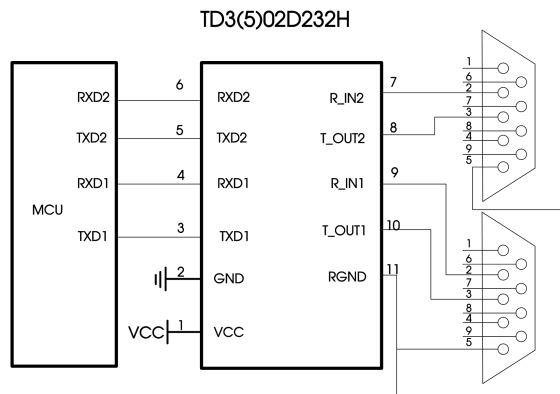 TD3(5)02D232H
MCU
RXD2
TXD2
RXD1
TXD1
6
5
4
3
2
1
VCC
RXD2
TXD2
RXD1
TXD1
GND
VCC
R_IN2
T_OUT2
R_IN1
T_OUT1
RGND
7
8
9
10
11
1
6
2
7
3
8
4
9
5
1
6
2
7
3
8
4
9
5